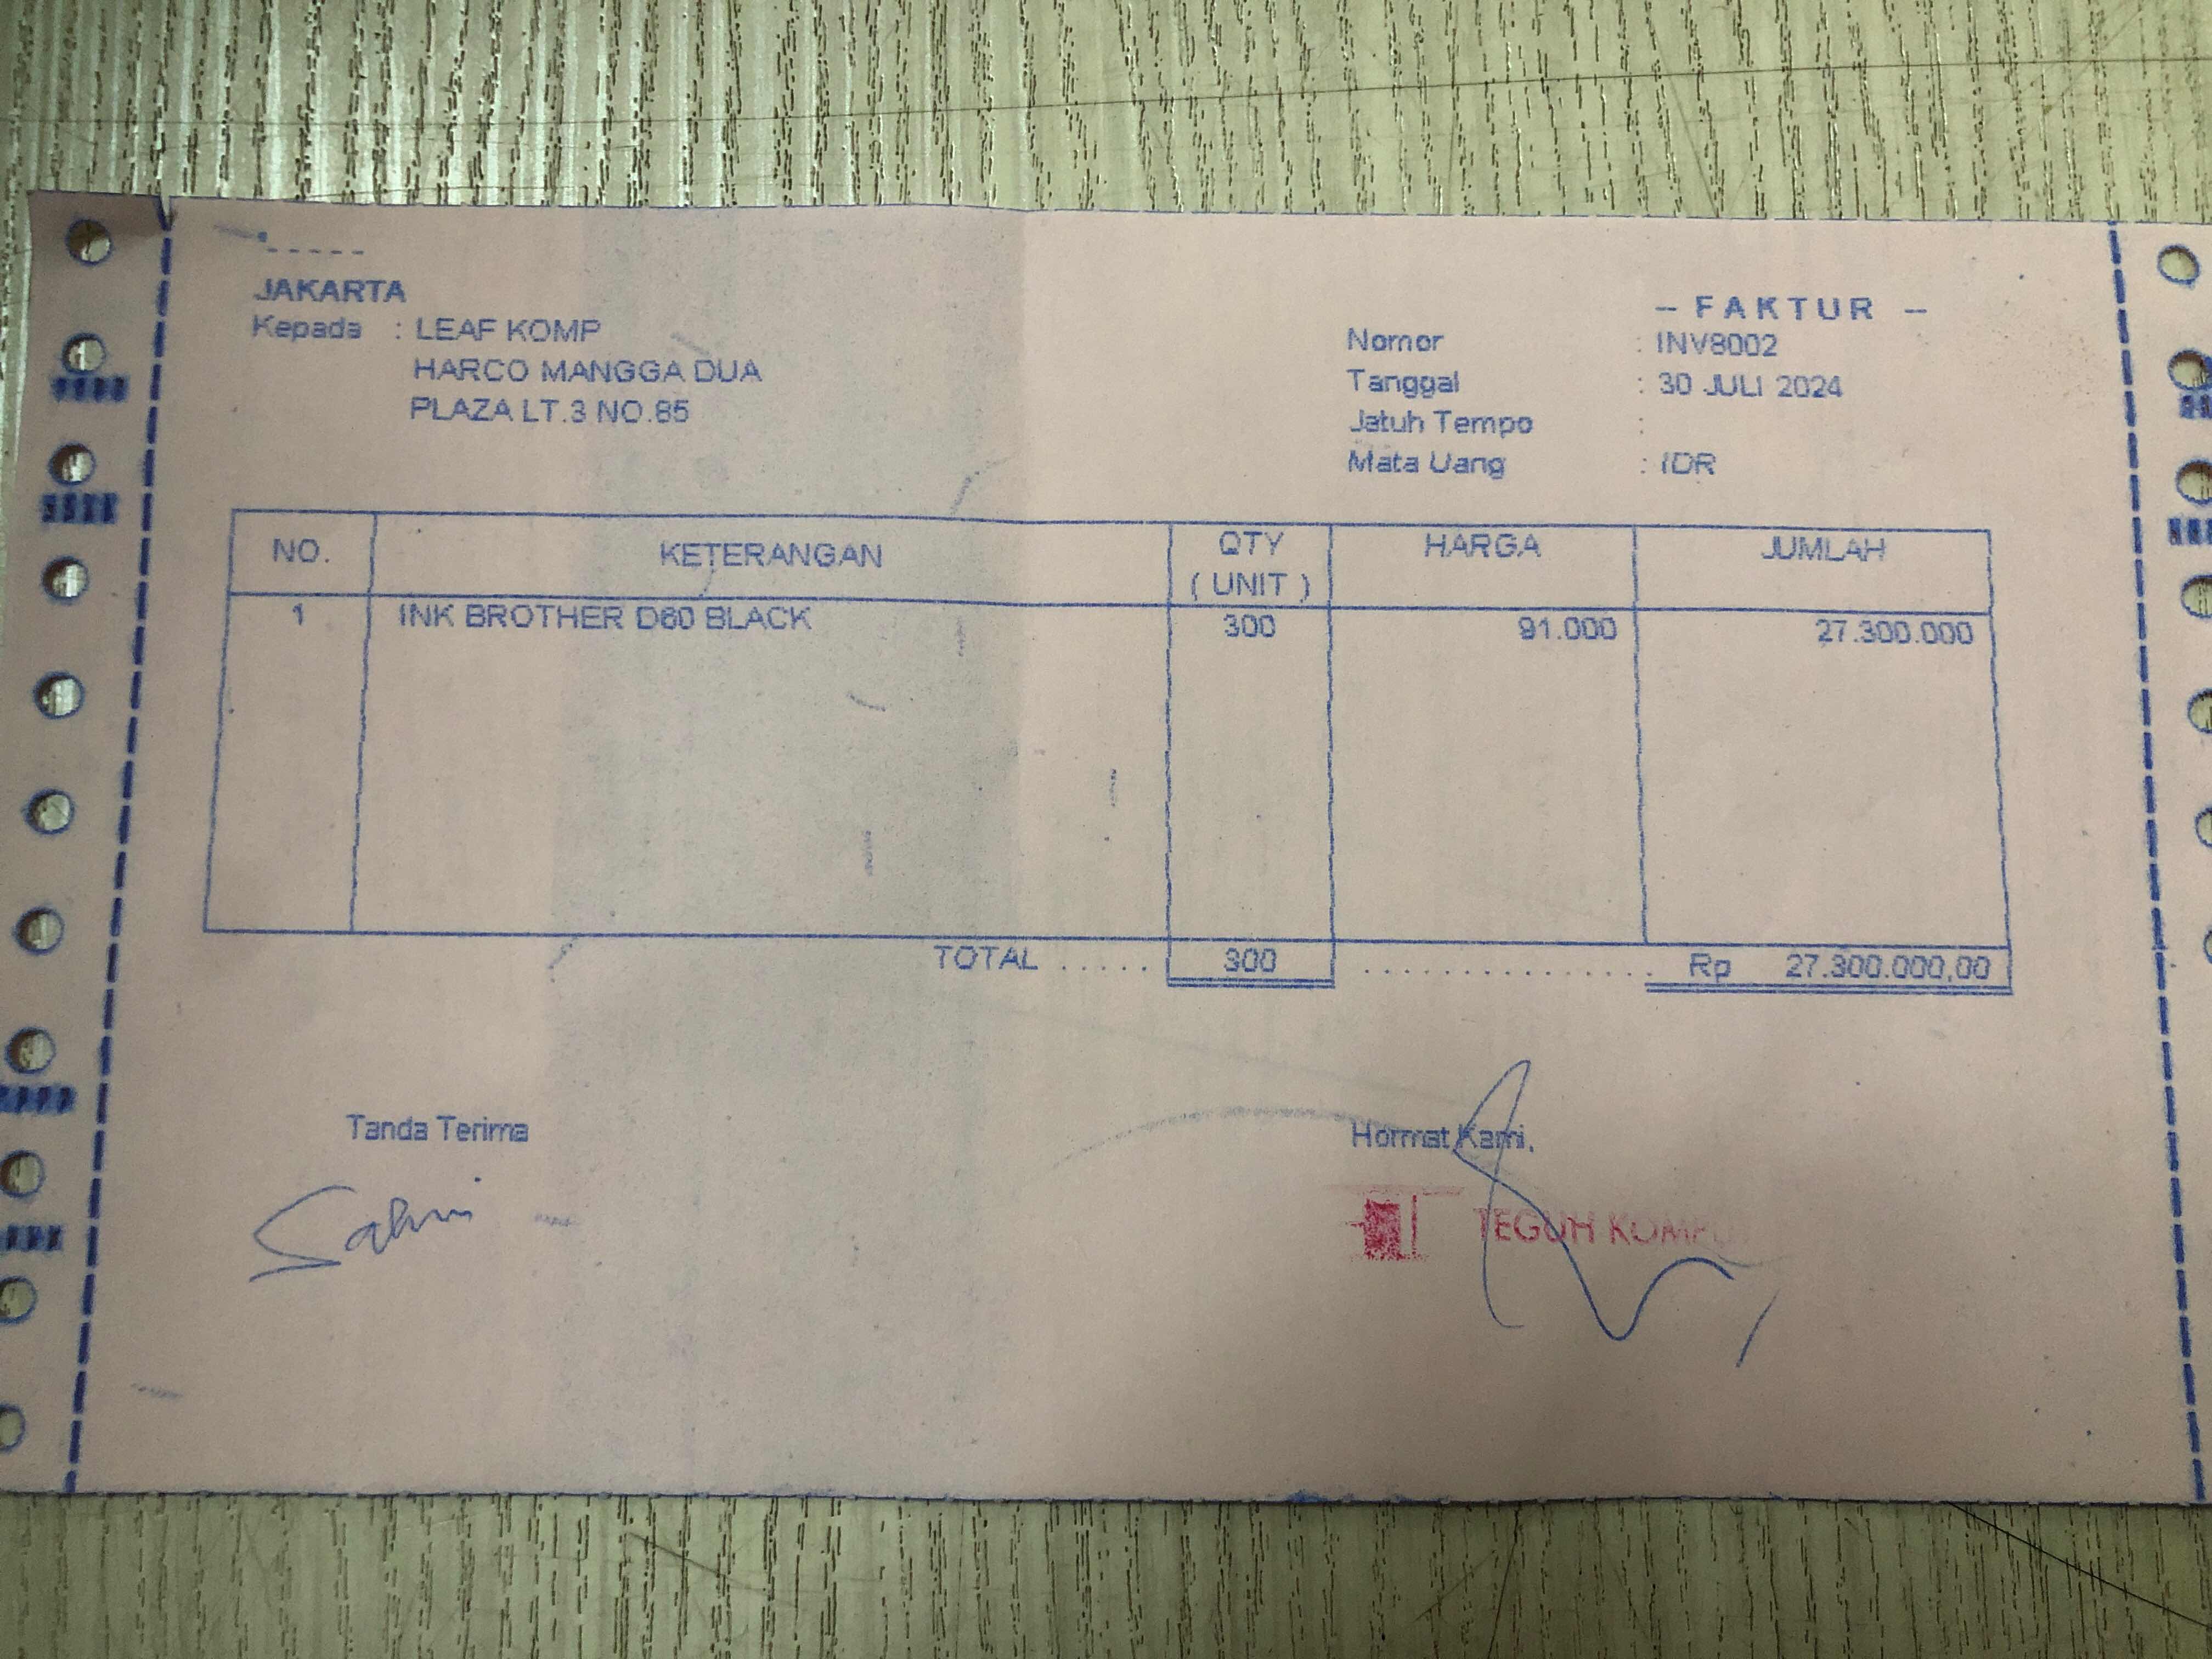 - - - - -
JAKARTA
Kepada : LEAF KOMP
HARCO MANGGA DUA
PLAZA LT.3 NO.85
– FAKTUR –
Nomor : INV8002
Tanggal : 30 JULI 2024
Jatuh Tempo :
Mata Uang : IDR
NO. KETERANGAN QTY ( UNIT ) HARGA JUMLAH
1 INK BROTHER D60 BLACK 300 91.000 27.300.000
TOTAL ..... 300 ............... Rp 27.300.000,00
Tanda Terima
Hormat Kami,
TEGUH